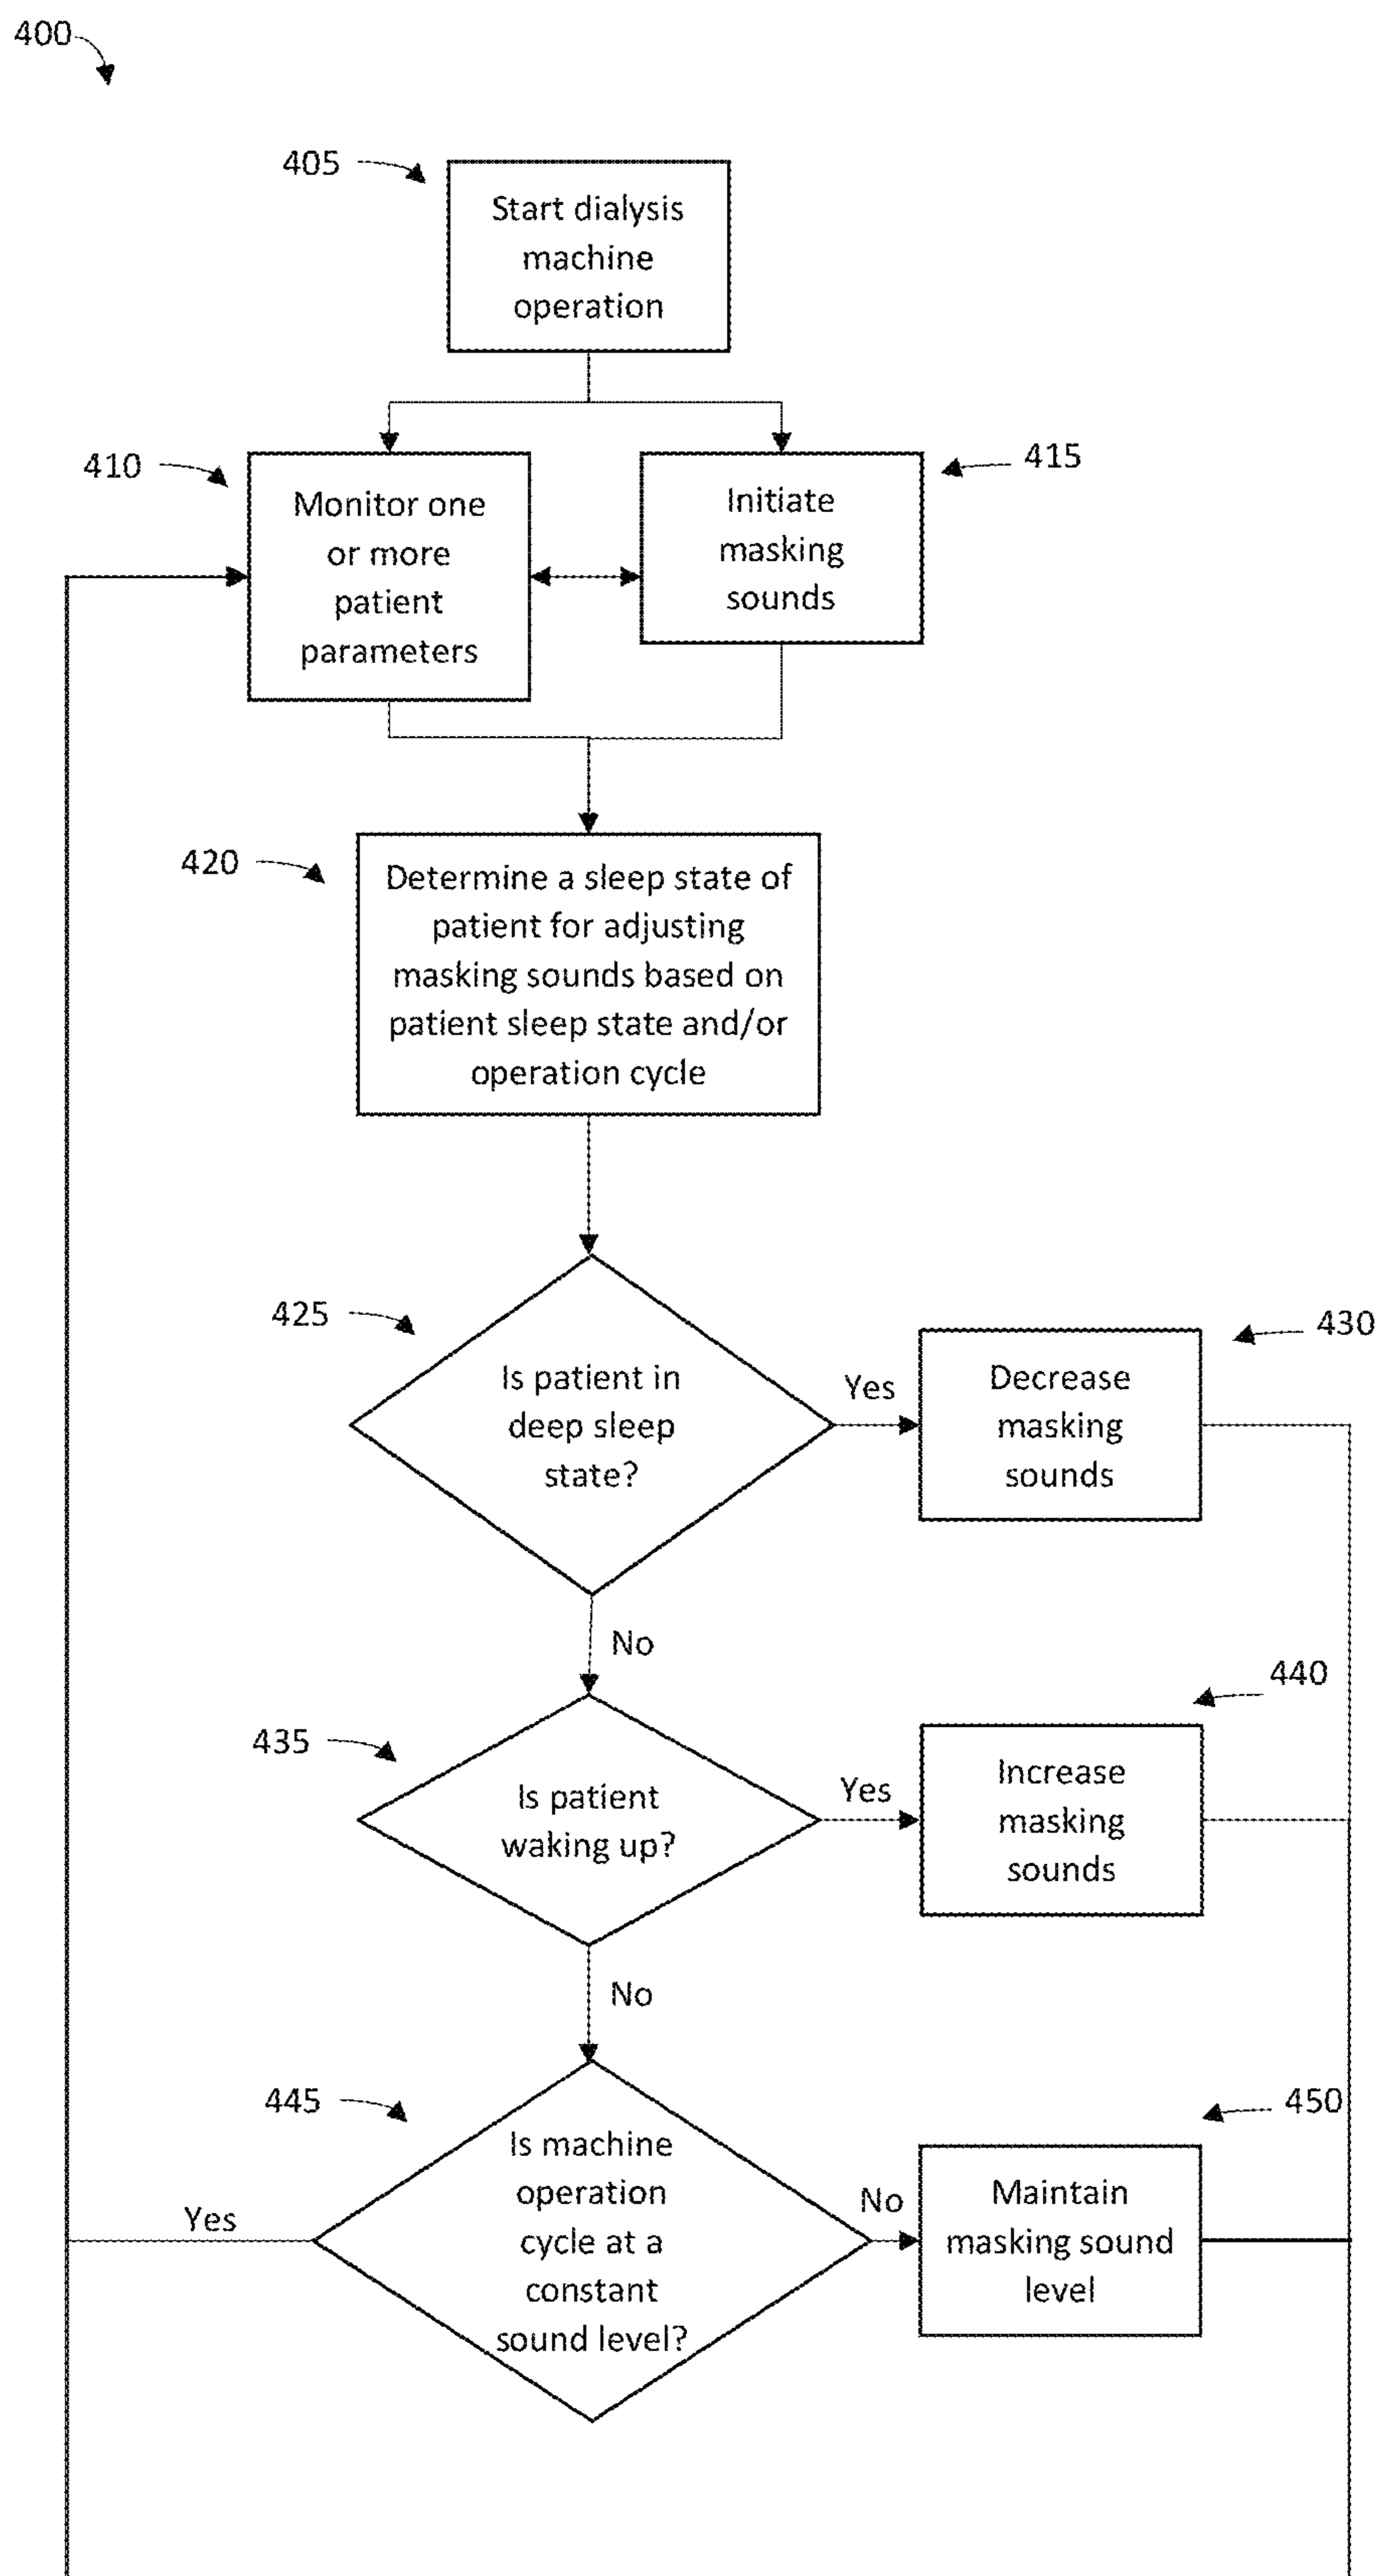 400
405
Start dialysis
machine
operation
410
Monitor one
or more
patient
parameters
415
Initiate
masking
sounds
420
Determine a sleep state of
patient for adjusting
masking sounds based on
patient sleep state and/or
operation cycle
425
Is patient in
deep sleep
state?
Yes
430
Decrease
masking
sounds
No
435
Is patient
waking up?
Yes
440
Increase
masking
sounds
No
445
Is machine
operation
cycle at a
constant
sound level?
Yes
No
450
Maintain
masking sound
level